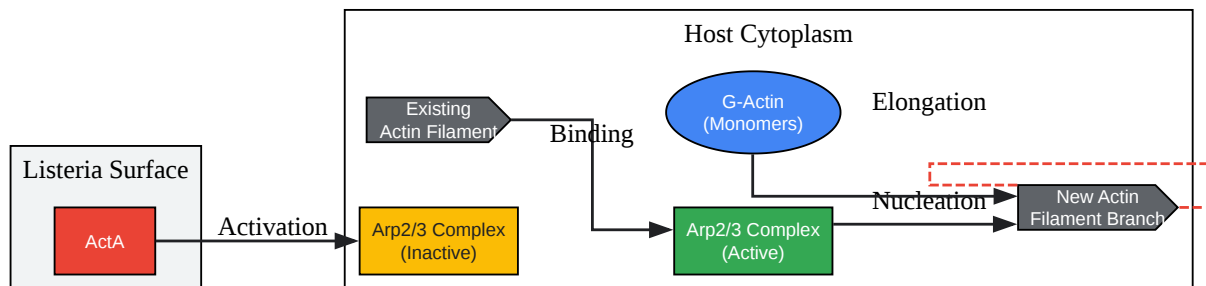 Host Cytoplasm
Existing
Actin Filament
Binding
G-Actin
(Monomers)
Elongation
Listeria Surface
ActA
Activation
Arp2/3 Complex
(Inactive)
Arp2/3 Complex
(Active)
Nucleation
New Actin
Filament Branch